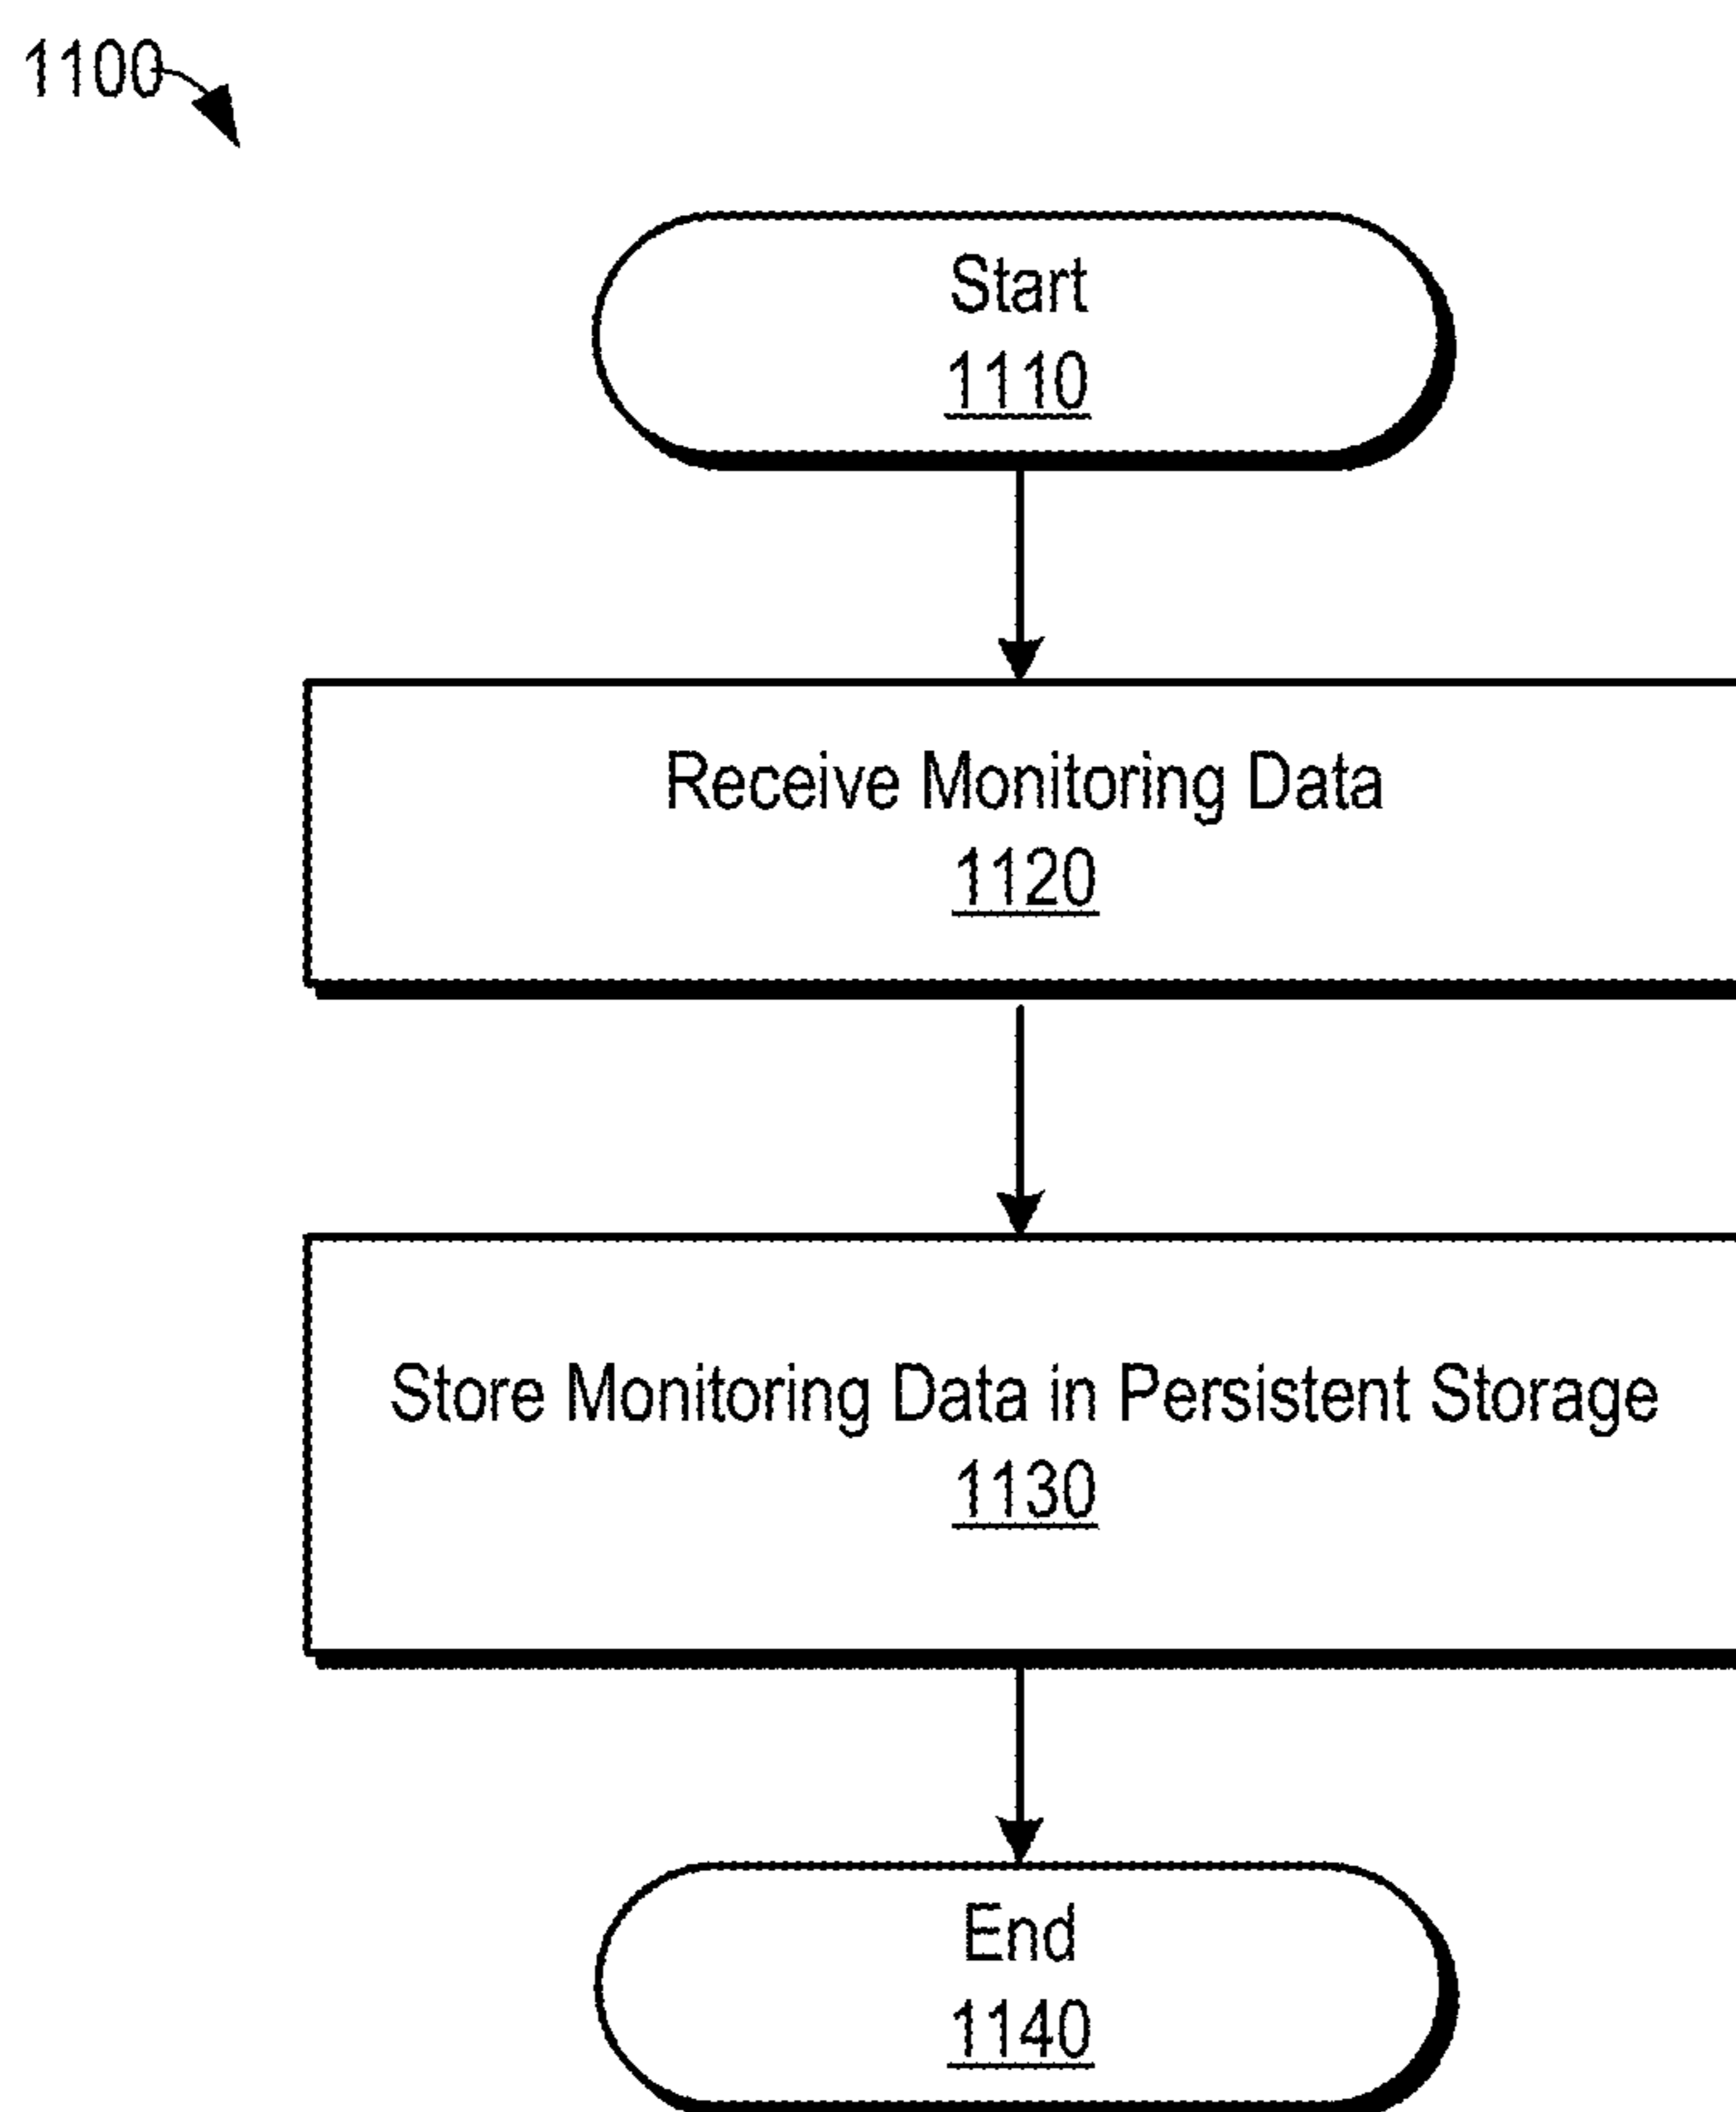 1100
Start
1110
Receive Monitoring Data
1120
Store Monitoring Data in Persistent Storage
1130
End
1140